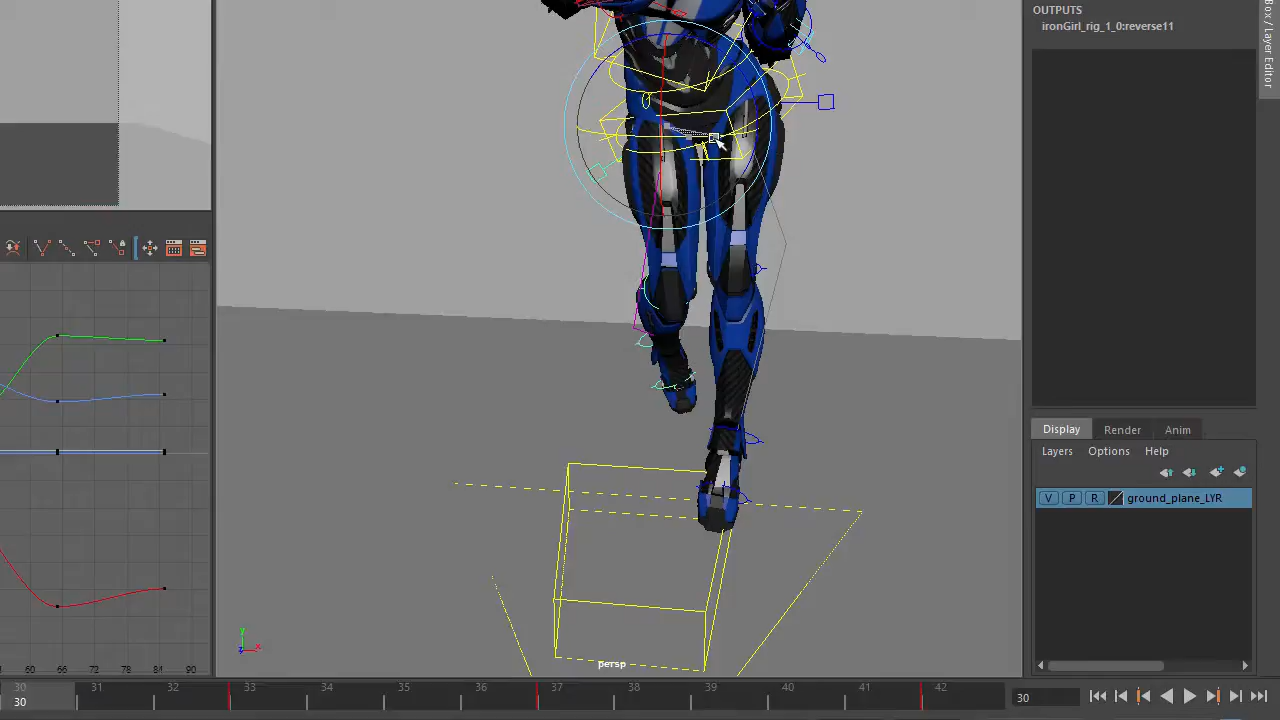 OUTPUTS
ironGirl_rig_1_0:reverse11
Box / Layer Editor
Display Render Anim
Layers Options Help
V P R ground_plane_LYR
y
x
persp
60 66 72 78 84 90
30 31 32 33 34 35 36 37 38 39 40 41 42
30
30